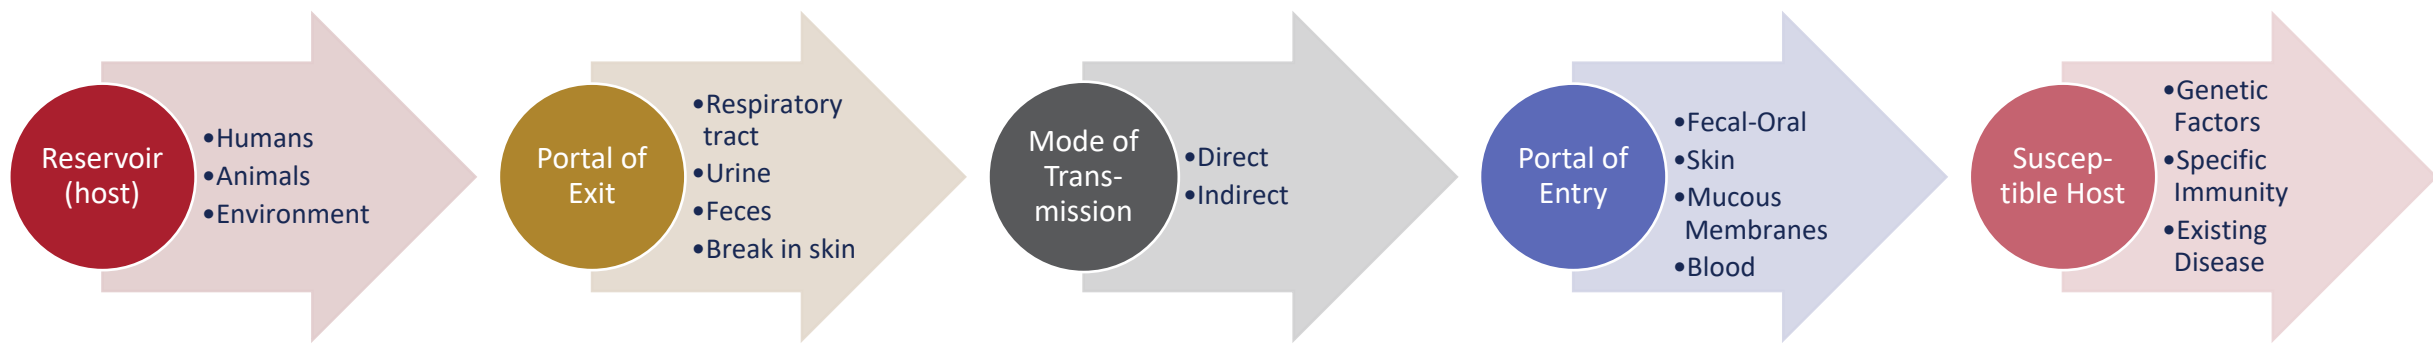 Reservoir
(host)
•Humans
•Animals
•Environment
Portal of
Exit
•Respiratory
tract
•Urine
•Feces
•Break in skin
Mode of
Trans-
mission
•Direct
•Indirect
Portal of
Entry
•Fecal-Oral
•Skin
•Mucous
Membranes
•Blood
Suscep-
tible Host
•Genetic
Factors
•Specific
Immunity
•Existing
Disease